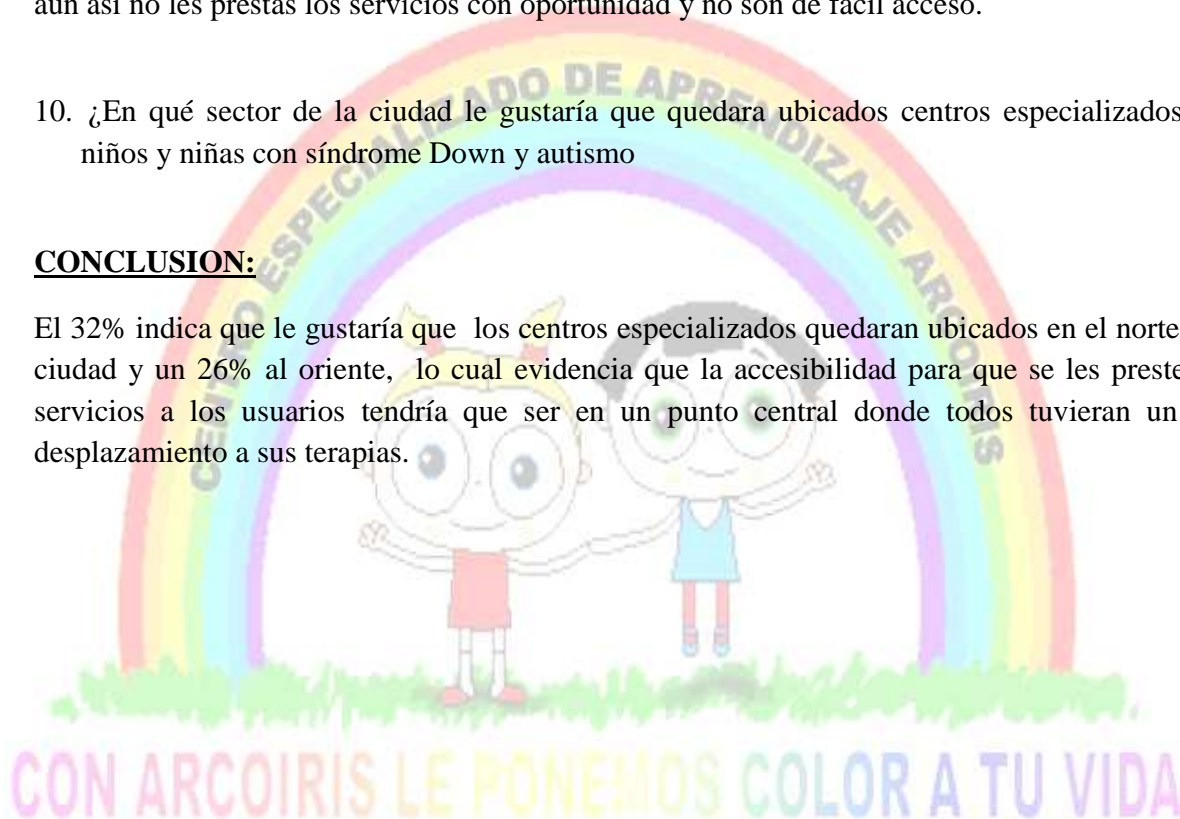 aun así no les prestas los servicios con oportunidad y no son de fácil acceso.
10. ¿En qué sector de la ciudad le gustaría que quedara ubicados centros especializados
niños y niñas con síndrome Down y autismo
CONCLUSION:
El 32% indica que le gustaría que los centros especializados quedaran ubicados en el norte
ciudad y un 26% al oriente, lo cual evidencia que la accesibilidad para que se les preste
servicios a los usuarios tendría que ser en un punto central donde todos tuvieran un
desplazamiento a sus terapias.
CENTRO ESPECIALIZADO DE APRENDIZAJE ARCOIRIS
CON ARCOIRIS LE PONEMOS COLOR A TU VIDA